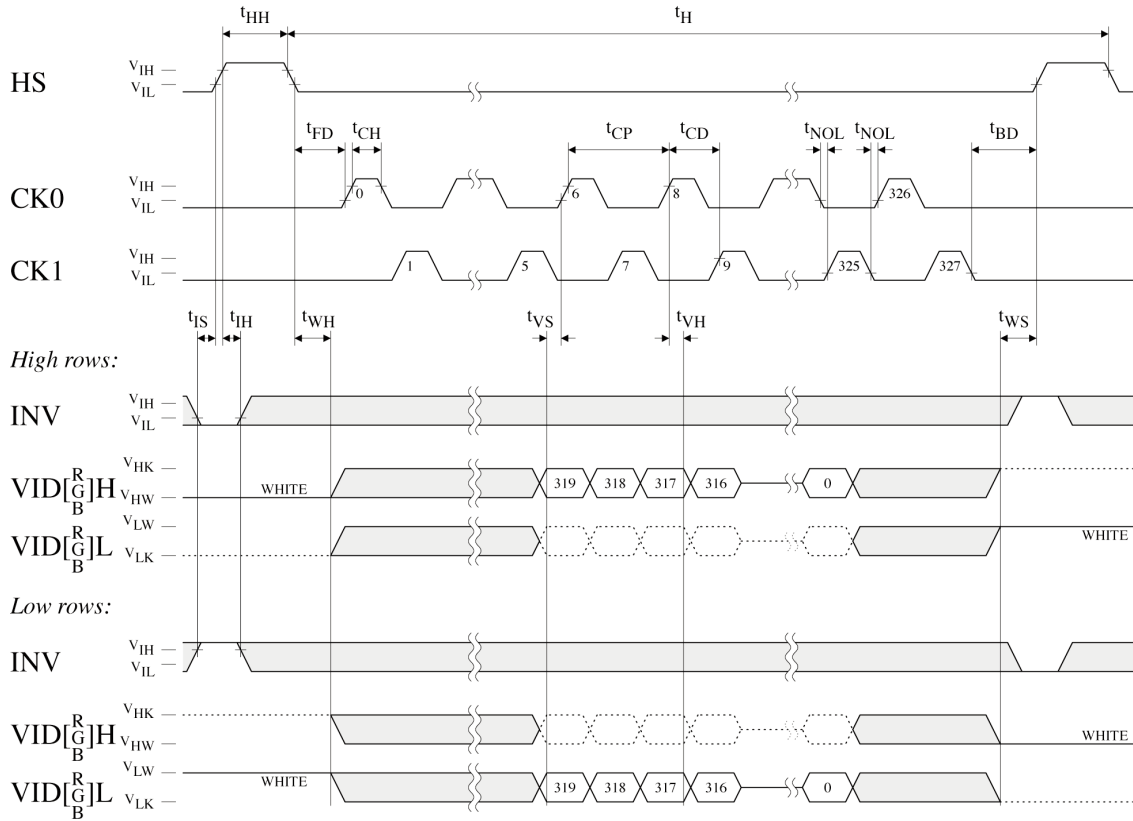 tHH tH
HS VIH VIL
tFD tCH tCP tCD tNOL tNOL tBD
CK0 VIH VIL 0 6 8 326
CK1 VIH VIL 1 5 7 9 325 327
tIS tIH tWH tVS tVH tWS
High rows:
INV VIH VIL
VID[RGB]H VHK VHW WHITE 319 318 317 316 0
VID[RGB]L VLW VLK WHITE
Low rows:
INV VIH VIL
VID[RGB]H VHK VHW WHITE
VID[RGB]L VLW VLK WHITE 319 318 317 316 0